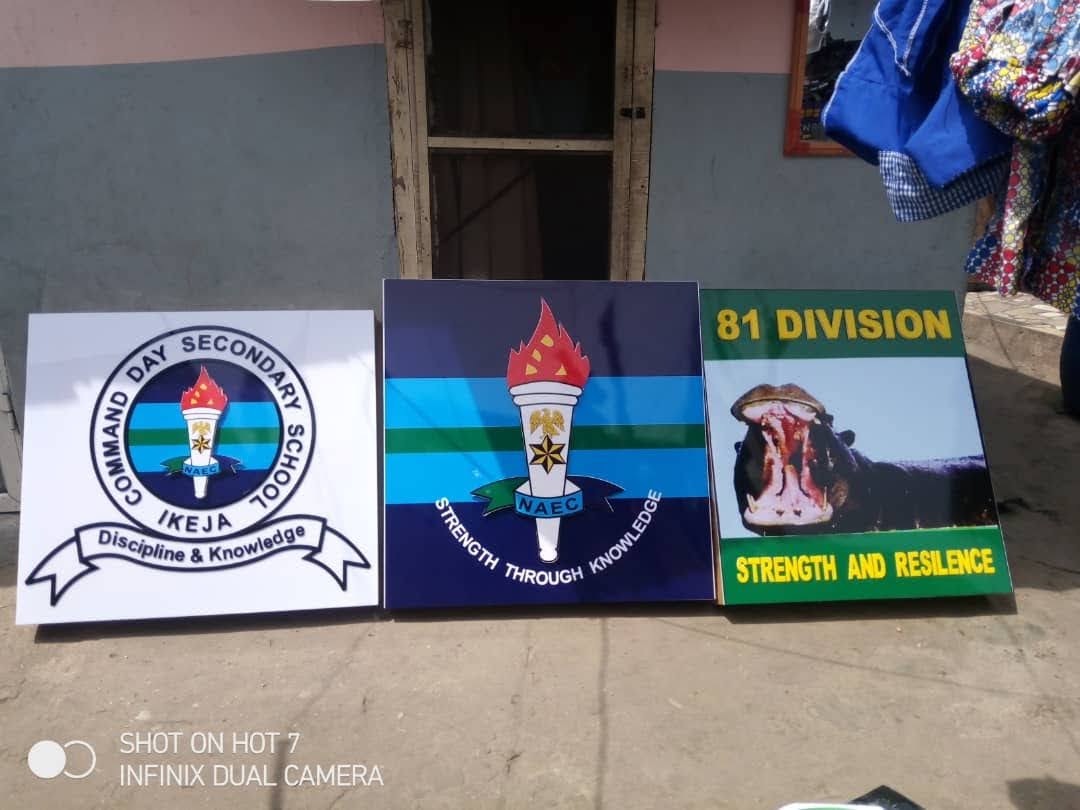 COMMAND DAY SECONDARY SCHOOL
IKEJA
NAEC
Discipline & Knowledge
NAEC
STRENGTH THROUGH KNOWLEDGE
81 DIVISION
STRENGTH AND RESILENCE
SHOT ON HOT 7
INFINIX DUAL CAMERA